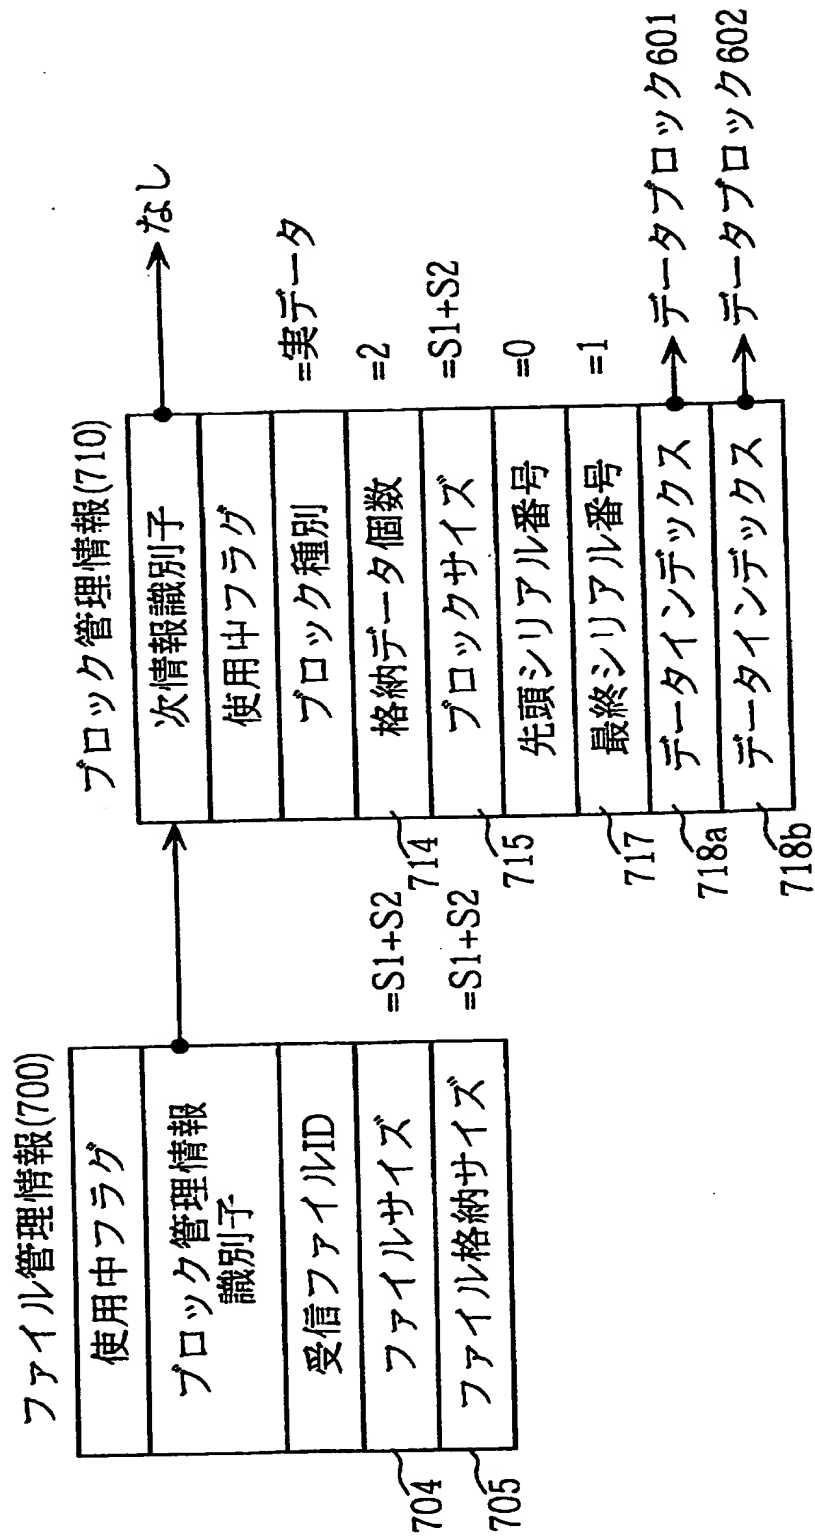 ファイル管理情報(700)
使用中フラグ
ブロック管理情報
識別子
受信ファイルID
ファイルサイズ
=S1+S2
704
ファイル格納サイズ
=S1+S2
705
ブロック管理情報(710)
次情報識別子
なし
使用中フラグ
ブロック種別
=実データ
格納データ個数
=2
714
ブロックサイズ
=S1+S2
715
先頭シリアル番号
=0
最終シリアル番号
=1
717
データインデックス
データブロック601
718a
データインデックス
データブロック602
718b